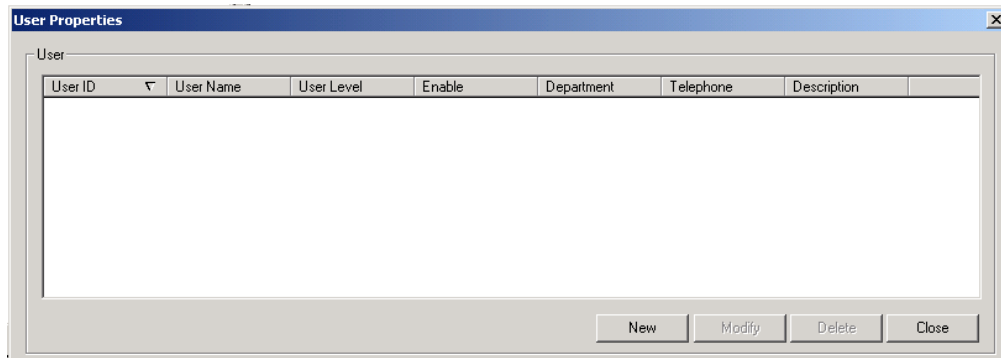 User Properties
User
User ID User Name User Level Enable Department Telephone Description
New Modify Delete Close